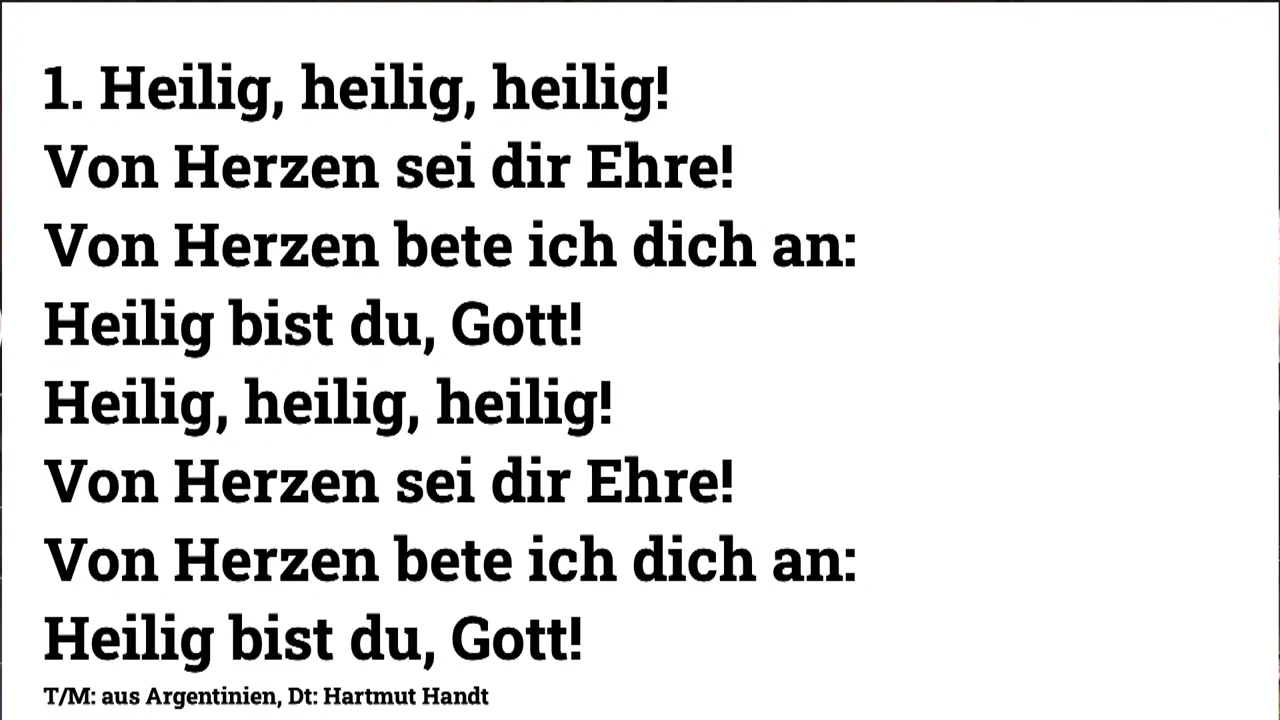 1. Heilig, heilig, heilig!
Von Herzen sei dir Ehre!
Von Herzen bete ich dich an:
Heilig bist du, Gott!
Heilig, heilig, heilig!
Von Herzen sei dir Ehre!
Von Herzen bete ich dich an:
Heilig bist du, Gott!
T/M: aus Argentinien, Dt: Hartmut Handt